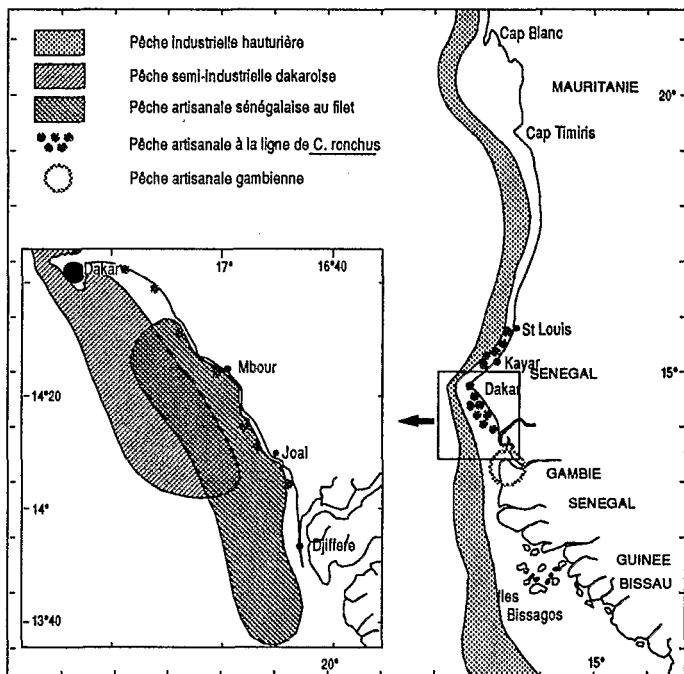 Pêche industrielle hauturière
Pêche semi-industrielle dakaroise
Pêche artisanale sénégalaise au filet
Pêche artisanale à la ligne de C. ronchus
Pêche artisanale gambienne
Cap Blanc
MAURITANIE
20°
Cap Timiris
St Louis
Kayar
15°
SENEGAL
Dakar
GAMBIE
SENEGAL
GUINEE
BISSAU
Iles
Bissagos
15°
17°
16°40
Dakar
Mbour
14°20
Joal
14°
Djiffere
13°40
20°